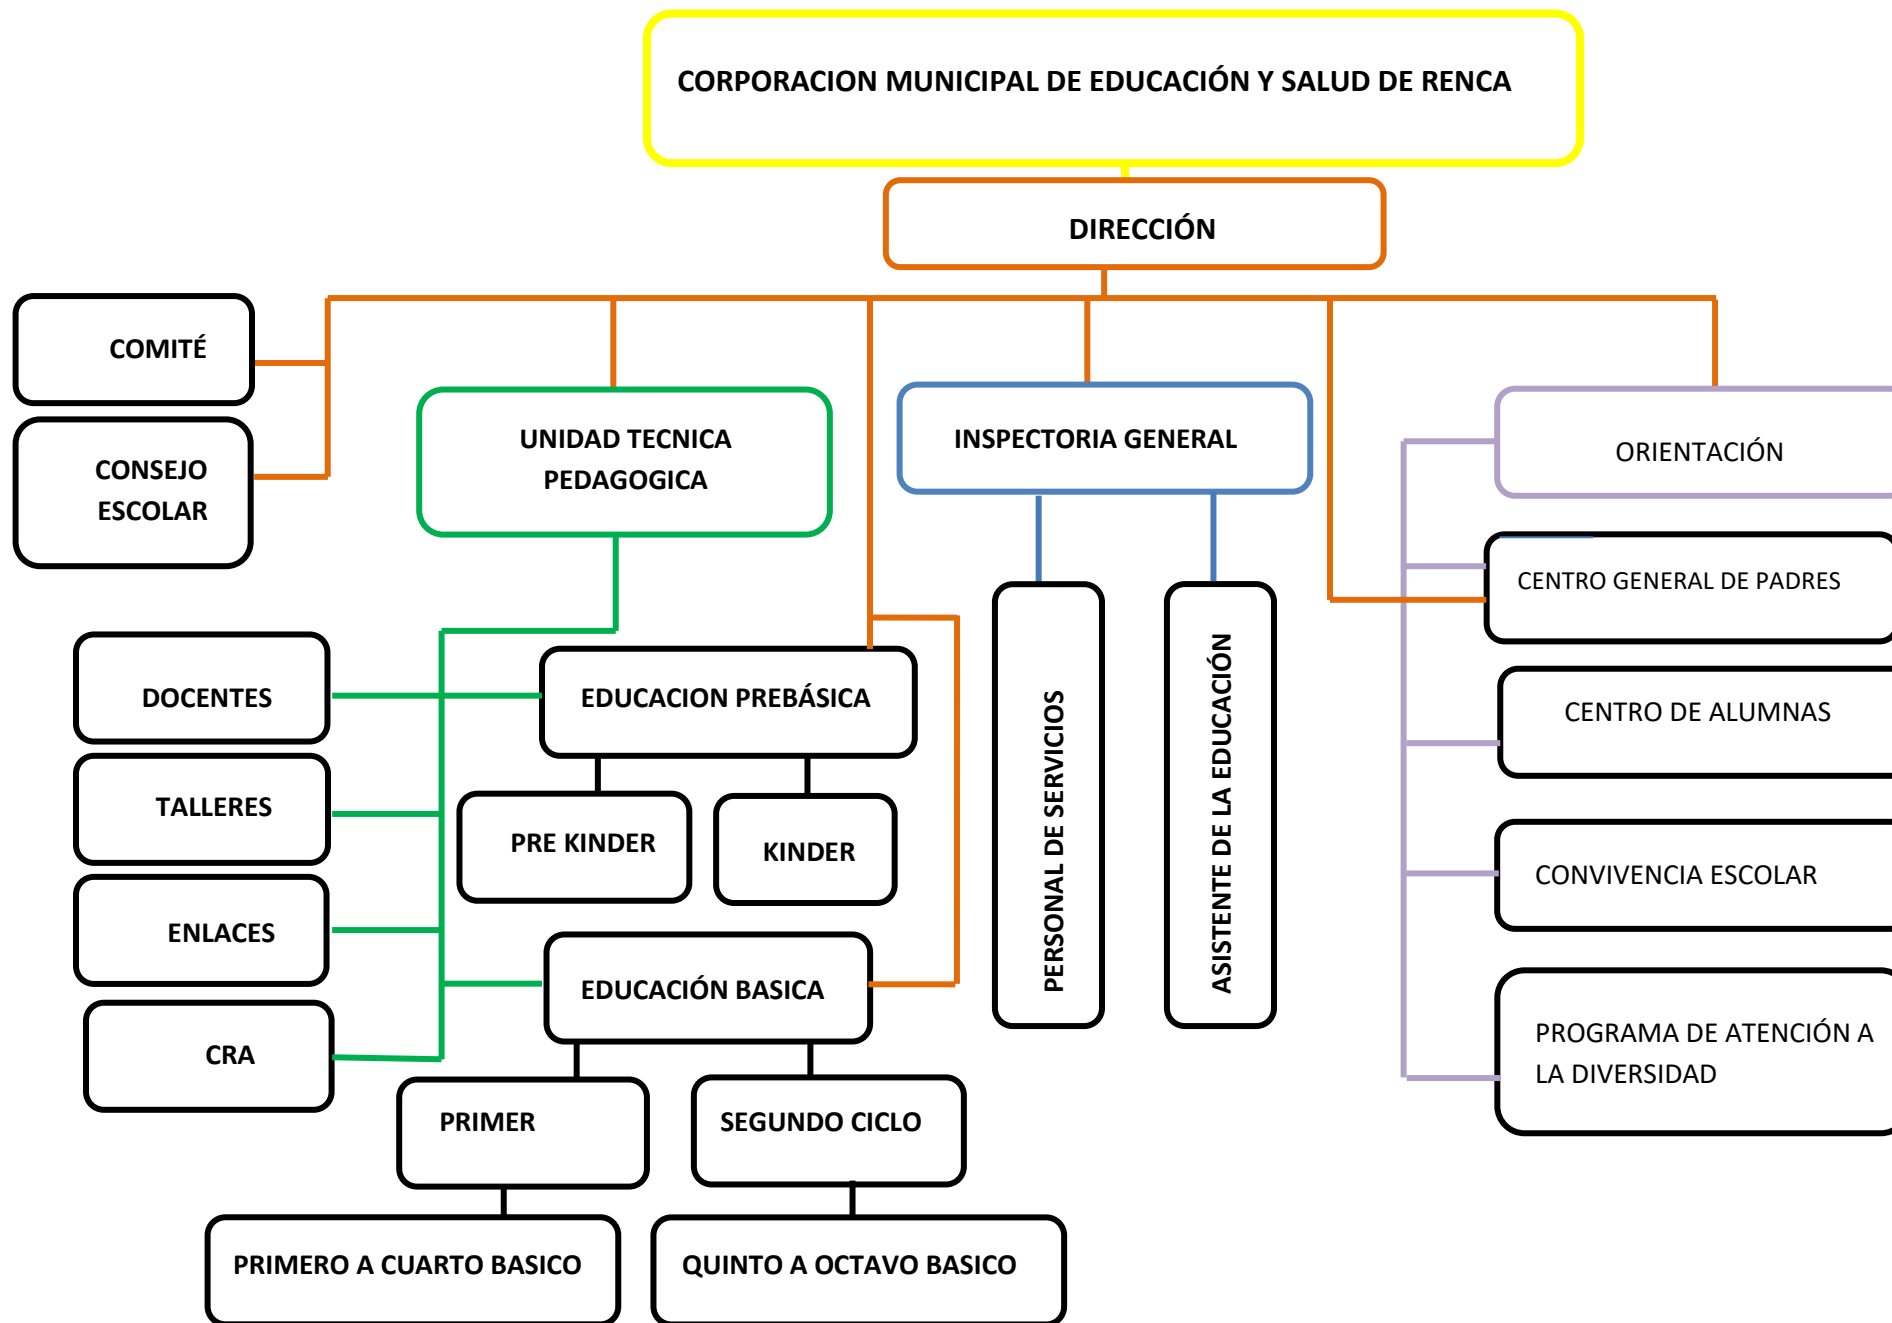 CORPORACION MUNICIPAL DE EDUCACIÓN Y SALUD DE RENCA
DIRECCIÓN
COMITÉ
CONSEJO
ESCOLAR
UNIDAD TECNICA
PEDAGOGICA
INSPECTORIA GENERAL
ORIENTACIÓN
CENTRO GENERAL DE PADRES
CENTRO DE ALUMNAS
CONVIVENCIA ESCOLAR
PROGRAMA DE ATENCIÓN A
LA DIVERSIDAD
PERSONAL DE SERVICIOS
ASISTENTE DE LA EDUCACIÓN
DOCENTES
TALLERES
ENLACES
CRA
EDUCACION PREBÁSICA
PRE KINDER
KINDER
EDUCACIÓN BASICA
PRIMER
SEGUNDO CICLO
PRIMERO A CUARTO BASICO
QUINTO A OCTAVO BASICO